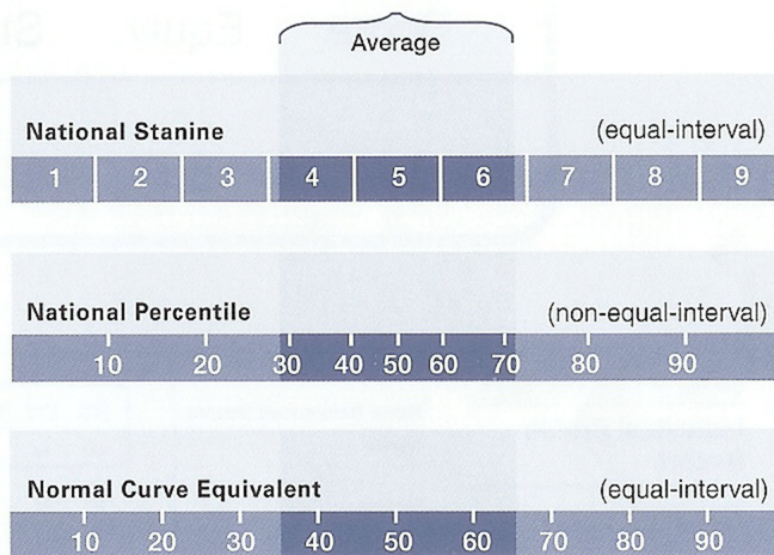 Average
National Stanine (equal-interval)
1 2 3 4 5 6 7 8 9
National Percentile (non-equal-interval)
10 20 30 40 50 60 70 80 90
Normal Curve Equivalent (equal-interval)
10 20 30 40 50 60 70 80 90